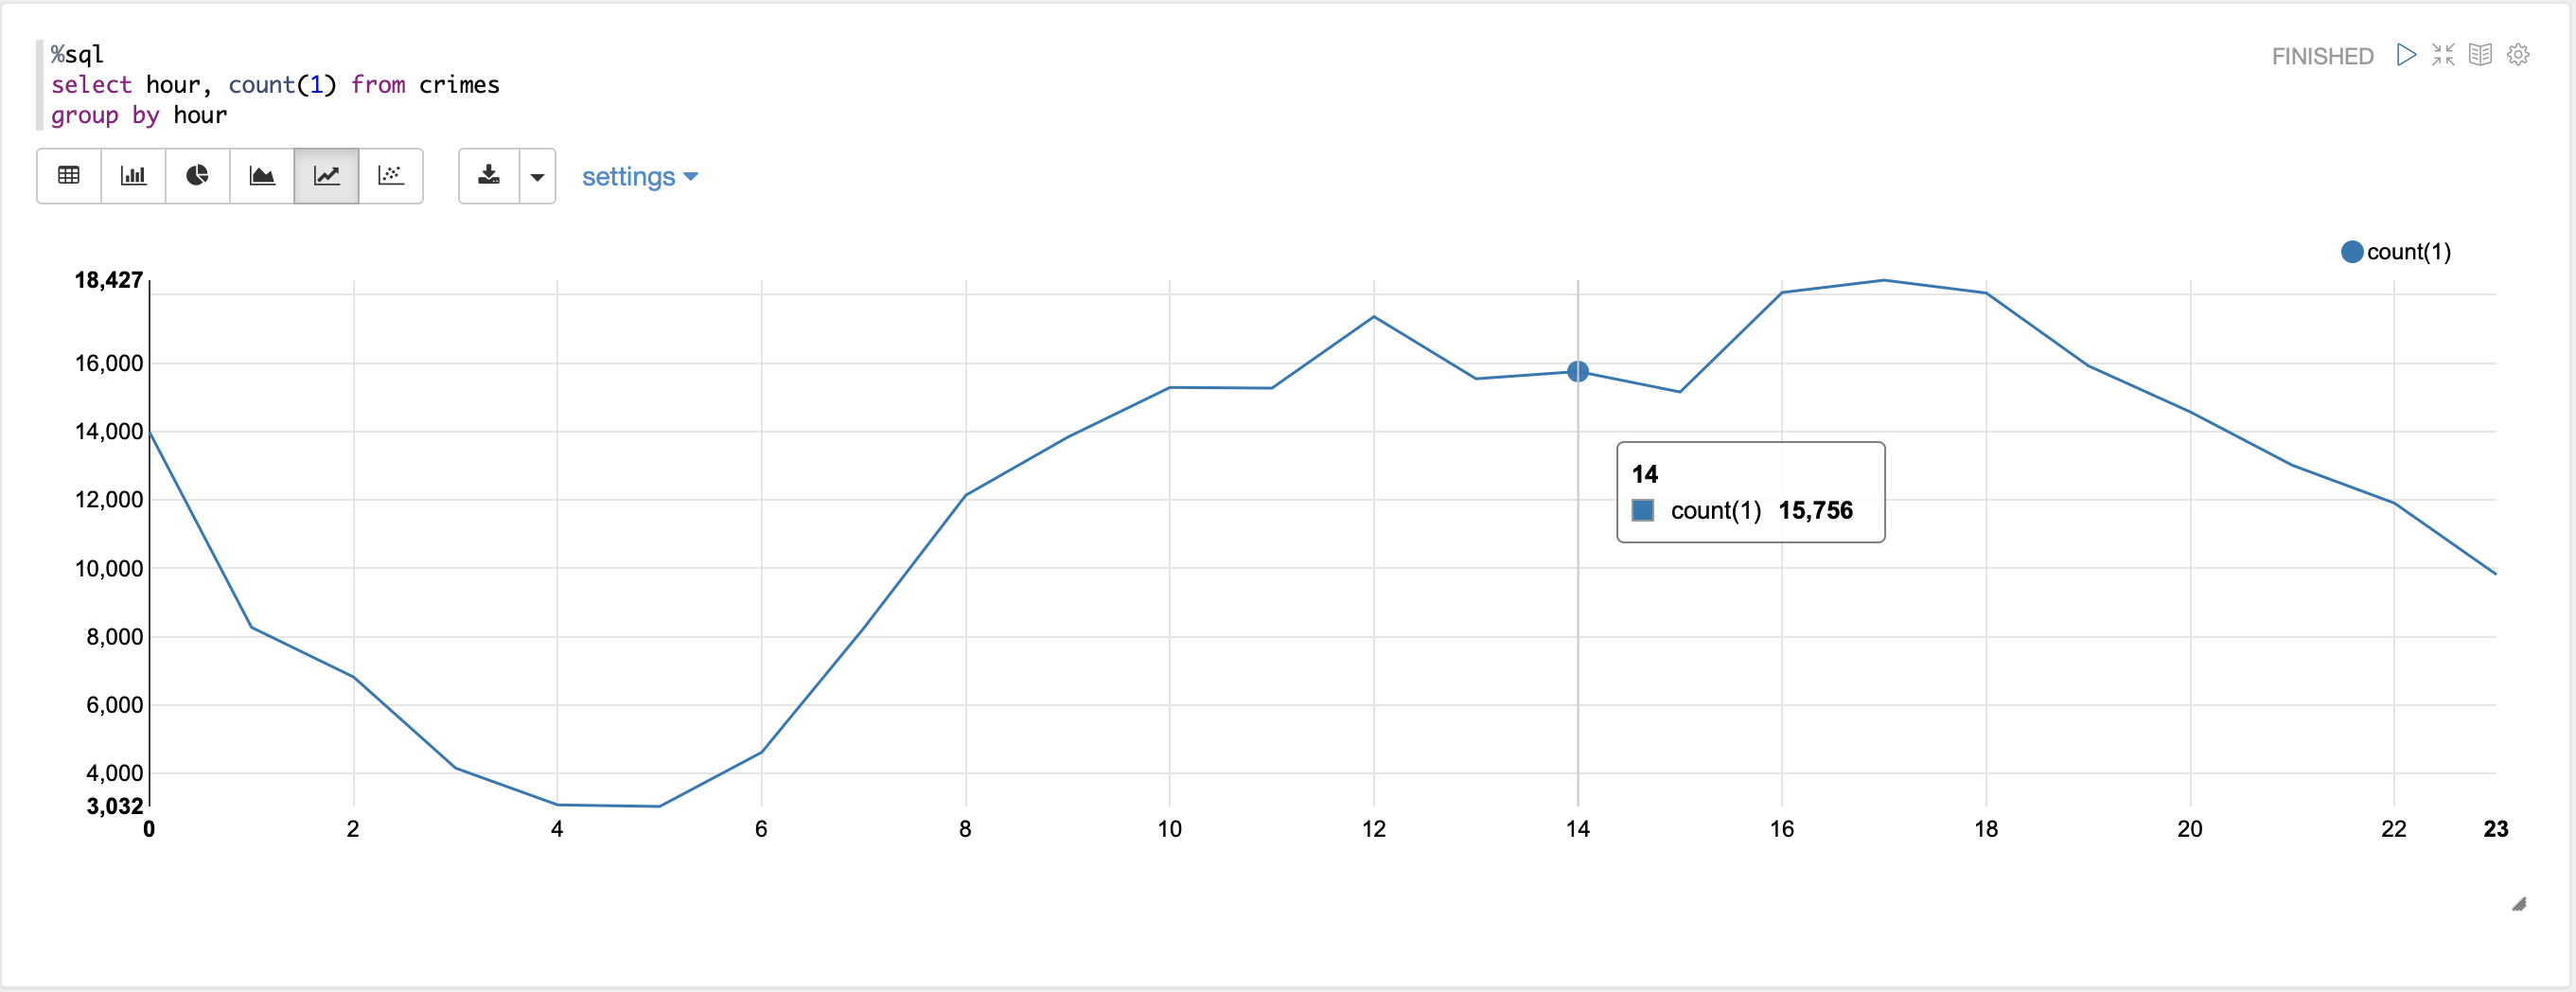 %sql
select hour, count(1) from crimes
group by hour
FINISHED
settings
count(1)
18,427
16,000
14,000
12,000
10,000
8,000
6,000
4,000
3,032
14
count(1) 15,756
0 2 4 6 8 10 12 14 16 18 20 22 23